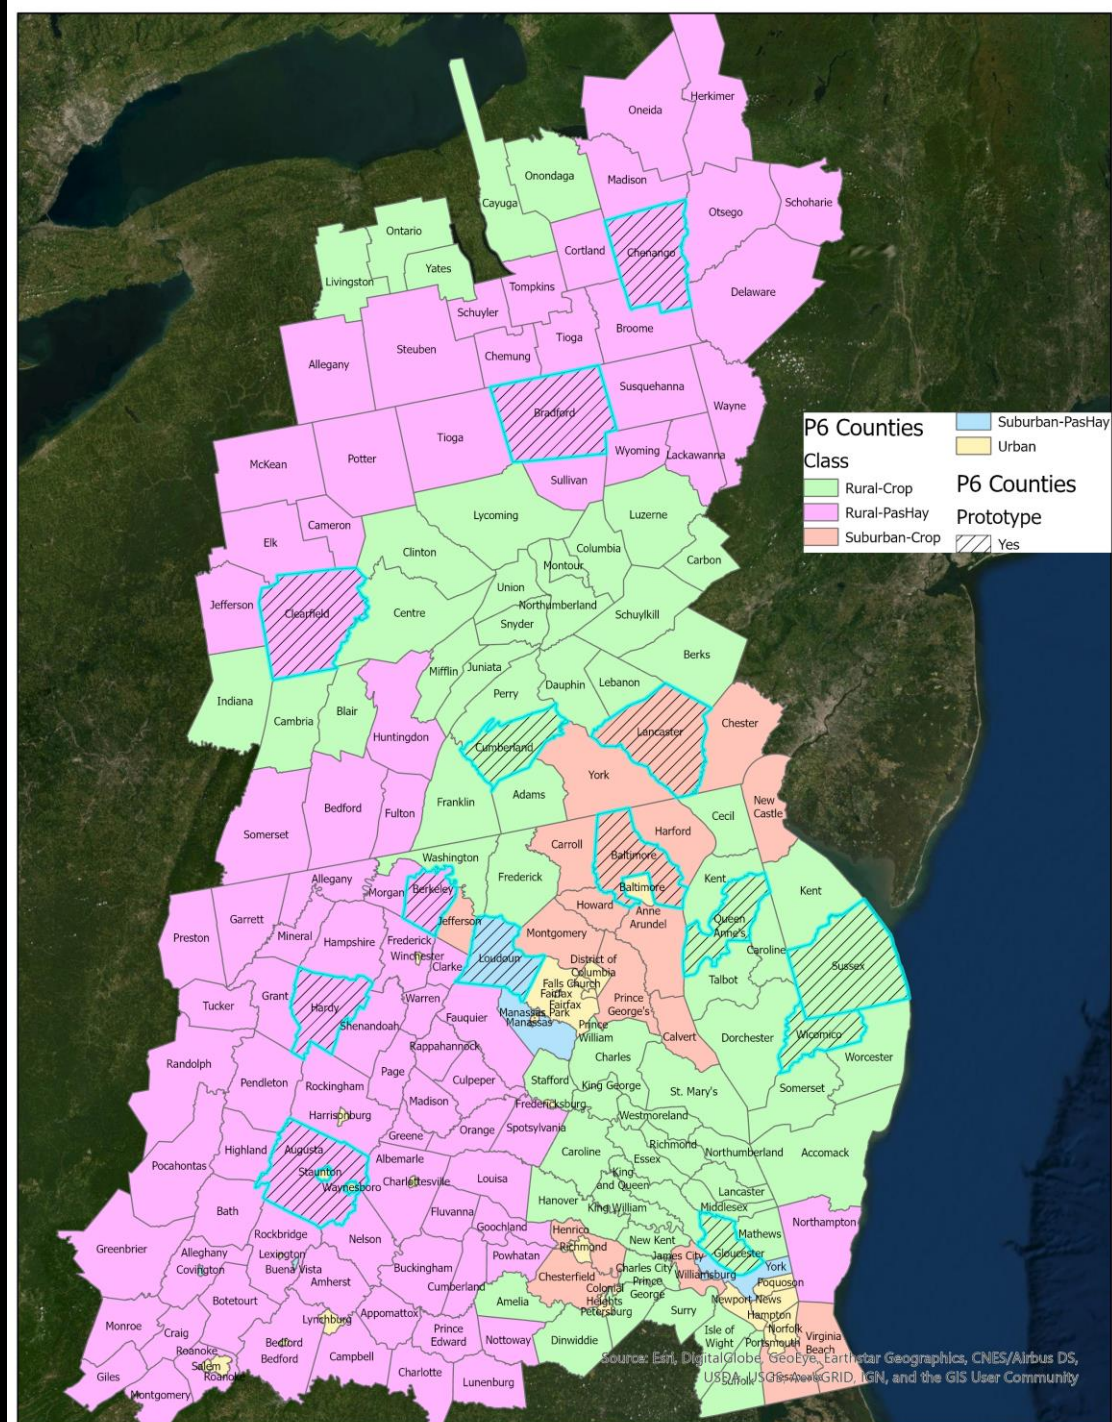 Herkimer
Oneida
Madison
Onondaga
Cayuga
Otsego
Schoharie
Ontario
Cortland
Chenango
Yates
Livingston
Tompkins
Delaware
Schuyler
Broome
Tioga
Steuben
Chemung
Allegany
Susquehanna
Wayne
Bradford
Tioga
Wyoming
Lackawanna
Potter
McKean
Sullivan
P6 Counties
Class
Rural-Crop
Rural-PasHay
Suburban-Crop
Suburban-PasHay
Urban
P6 Counties
Prototype
Yes
Lycoming
Luzerne
Cameron
Elk
Clinton
Columbia
Carbon
Montour
Union
Jefferson
Clearfield
Centre
Northumberland
Schuylkill
Snyder
Berks
Mifflin
Juniata
Perry
Dauphin
Lebanon
Indiana
Cambria
Blair
Huntingdon
Cumberland
Lancaster
Chester
York
Adams
Franklin
Bedford
Fulton
Somerset
New
Castle
Cecil
Harford
Carroll
Baltimore
Washington
Frederick
Allegany
Morgan
Berkeley
Baltimore
Kent
Kent
Howard
Anne
Arundel
Queen
Anne's
Garrett
Preston
Mineral
Hampshire
Jefferson
Frederick
Winchester
Clarke
Montgomery
Loudoun
District of
Columbia
Caroline
Sussex
Talbot
Falls Church
Fairfax
Fairfax
Prince
George's
Tucker
Grant
Hardy
Warren
Shenandoah
Fauquier
Manassas Park
Manassas
Prince
William
Calvert
Dorchester
Wicomico
Worcester
Rappahannock
Charles
Randolph
Page
Culpeper
Stafford
King George
St. Mary's
Somerset
Pendleton
Rockingham
Madison
Fredericksburg
Westmoreland
Harrisonburg
Greene
Orange
Spotsylvania
Richmond
Highland
Augusta
Albemarle
Caroline
Essex
Northumberland
Accomack
Pocahontas
Staunton
Waynesboro
Charlottesville
Louisa
King
and Queen
Lancaster
Middlesex
Bath
Fluvanna
Hanover
King William
Mathews
Northampton
Greenbrier
Rockbridge
Nelson
Goochland
Henrico
Richmond
New Kent
Gloucester
Alleghany
Covington
Lexington
Buena Vista
Amherst
Buckingham
Powhatan
James City
Charles City
Williamsburg
York
Chesterfield
Cumberland
Colonial
Heights
Petersburg
Prince
George
Poquoson
Newport News
Botetourt
Appomattox
Amelia
Surry
Hampton
Lynchburg
Monroe
Craig
Prince
Edward
Nottoway
Dinwiddie
Isle of
Wight
Norfolk
Portsmouth
Virginia
Beach
Roanoke
Salem
Roanoke
Bedford
Bedford
Campbell
Charlotte
Giles
Montgomery
Lunenburg
Suffolk
Source: Esri, DigitalGlobe, GeoEye, Earthstar Geographics, CNES/Airbus DS,
USDA, USGS, AeroGRID, IGN, and the GIS User Community